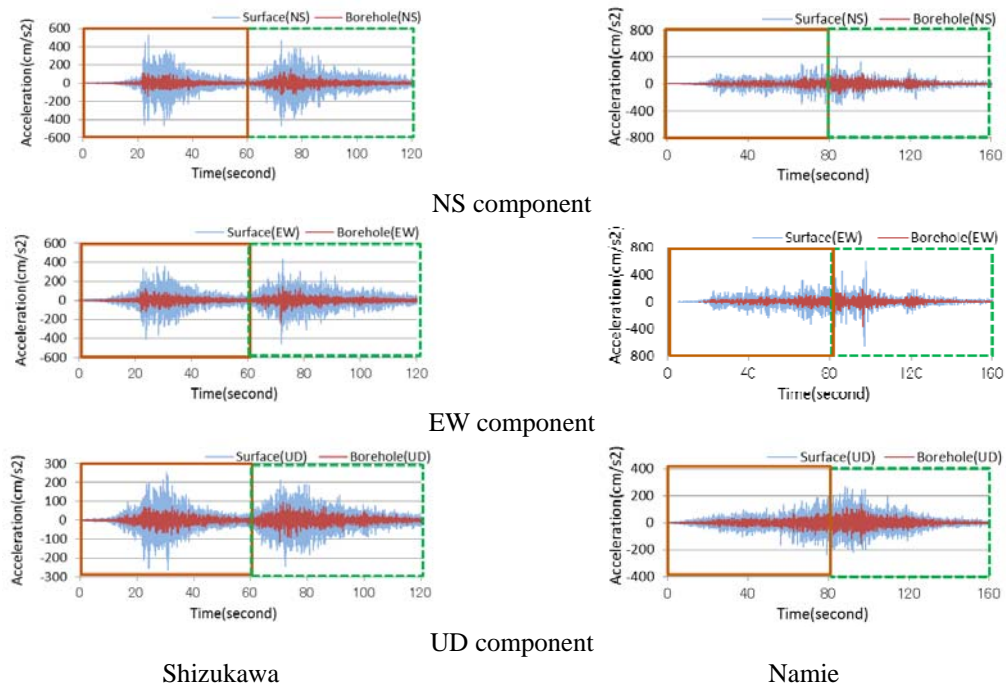 Surface(NS) Borehole(NS)
Acceleration(cm/s2)
600
400
200
0
-200
-400
-600
0 20 40 60 80 100 120
Time(second)
Surface(NS) Borehole(NS)
Acceleration(cm/s2)
800
400
0
-400
-800
0 40 80 120 160
Time(second)
NS component
Surface(EW) Borehole(EW)
Acceleration(cm/s2)
600
400
200
0
-200
-400
-600
0 20 40 60 80 100 120
Time(second)
Surface(EW) Borehole(EW)
Acceleration(cm/s2)
800
400
0
-400
800
0 40 80 120 160
Time(second)
EW component
Surface(UD) Borehole(UD)
Acceleration(cm/s2)
300
200
100
0
-100
-200
-300
0 20 40 60 80 100 120
Time(second)
Surface(UD) Borehole(UD)
Acceleration(cm/s2)
400
200
0
-200
-400
0 40 80 120 160
Time(second)
UD component
Shizukawa Namie